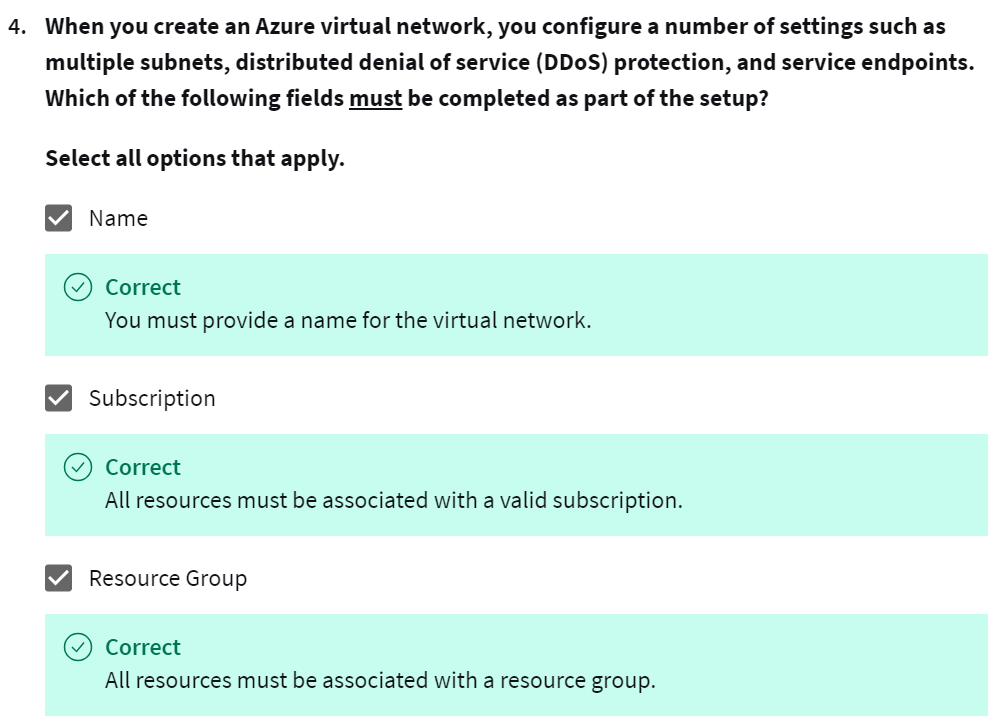 4. When you create an Azure virtual network, you configure a number of settings such as
multiple subnets, distributed denial of service (DDoS) protection, and service endpoints.
Which of the following fields must be completed as part of the setup?
Select all options that apply.
Name
Correct
You must provide a name for the virtual network.
Subscription
Correct
All resources must be associated with a valid subscription.
Resource Group
Correct
All resources must be associated with a resource group.